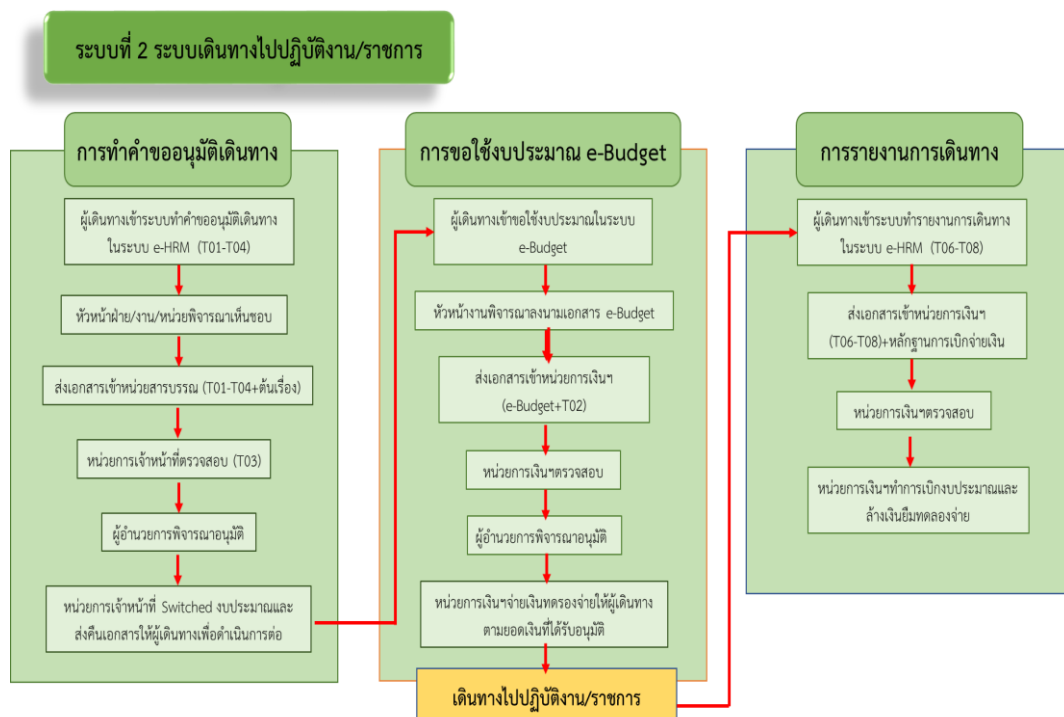 ระบบที่ 2 ระบบเดินทางไปปฏิบัติงาน/ราชการ
การทำคำขออนุมัติเดินทาง
ผู้เดินทางเข้าระบบทำคำขออนุมัติเดินทาง
ในระบบ e-HRM (T01-T04)
หัวหน้าฝ่าย/งาน/หน่วยพิจารณาเห็นชอบ
ส่งเอกสารเข้าหน่วยสารบรรณ (T01-T04+ต้นเรื่อง)
หน่วยการเจ้าหน้าที่ตรวจสอบ (T03)
ผู้อำนวยการพิจารณาอนุมัติ
หน่วยการเจ้าหน้าที่ Switched งบประมาณและ
ส่งคืนเอกสารให้ผู้เดินทางเพื่อดำเนินการต่อ
การขอใช้งบประมาณ e-Budget
ผู้เดินทางเข้าขอใช้งบประมาณในระบบ
e-Budget
หัวหน้างานพิจารณาลงนามเอกสาร e-Budget
ส่งเอกสารเข้าหน่วยการเงินฯ
(e-Budget+T02)
หน่วยการเงินฯตรวจสอบ
ผู้อำนวยการพิจารณาอนุมัติ
หน่วยการเงินฯจ่ายเงินทดรองจ่ายให้ผู้เดินทาง
ตามยอดเงินที่ได้รับอนุมัติ
เดินทางไปปฏิบัติงาน/ราชการ
การรายงานการเดินทาง
ผู้เดินทางเข้าระบบทำรายงานการเดินทาง
ในระบบ e-HRM (T06-T08)
ส่งเอกสารเข้าหน่วยการเงินฯ
(T06-T08)+หลักฐานการเบิกจ่ายเงิน
หน่วยการเงินฯตรวจสอบ
หน่วยการเงินฯทำการเบิกงบประมาณและ
ล้างเงินยืมทดลองจ่าย